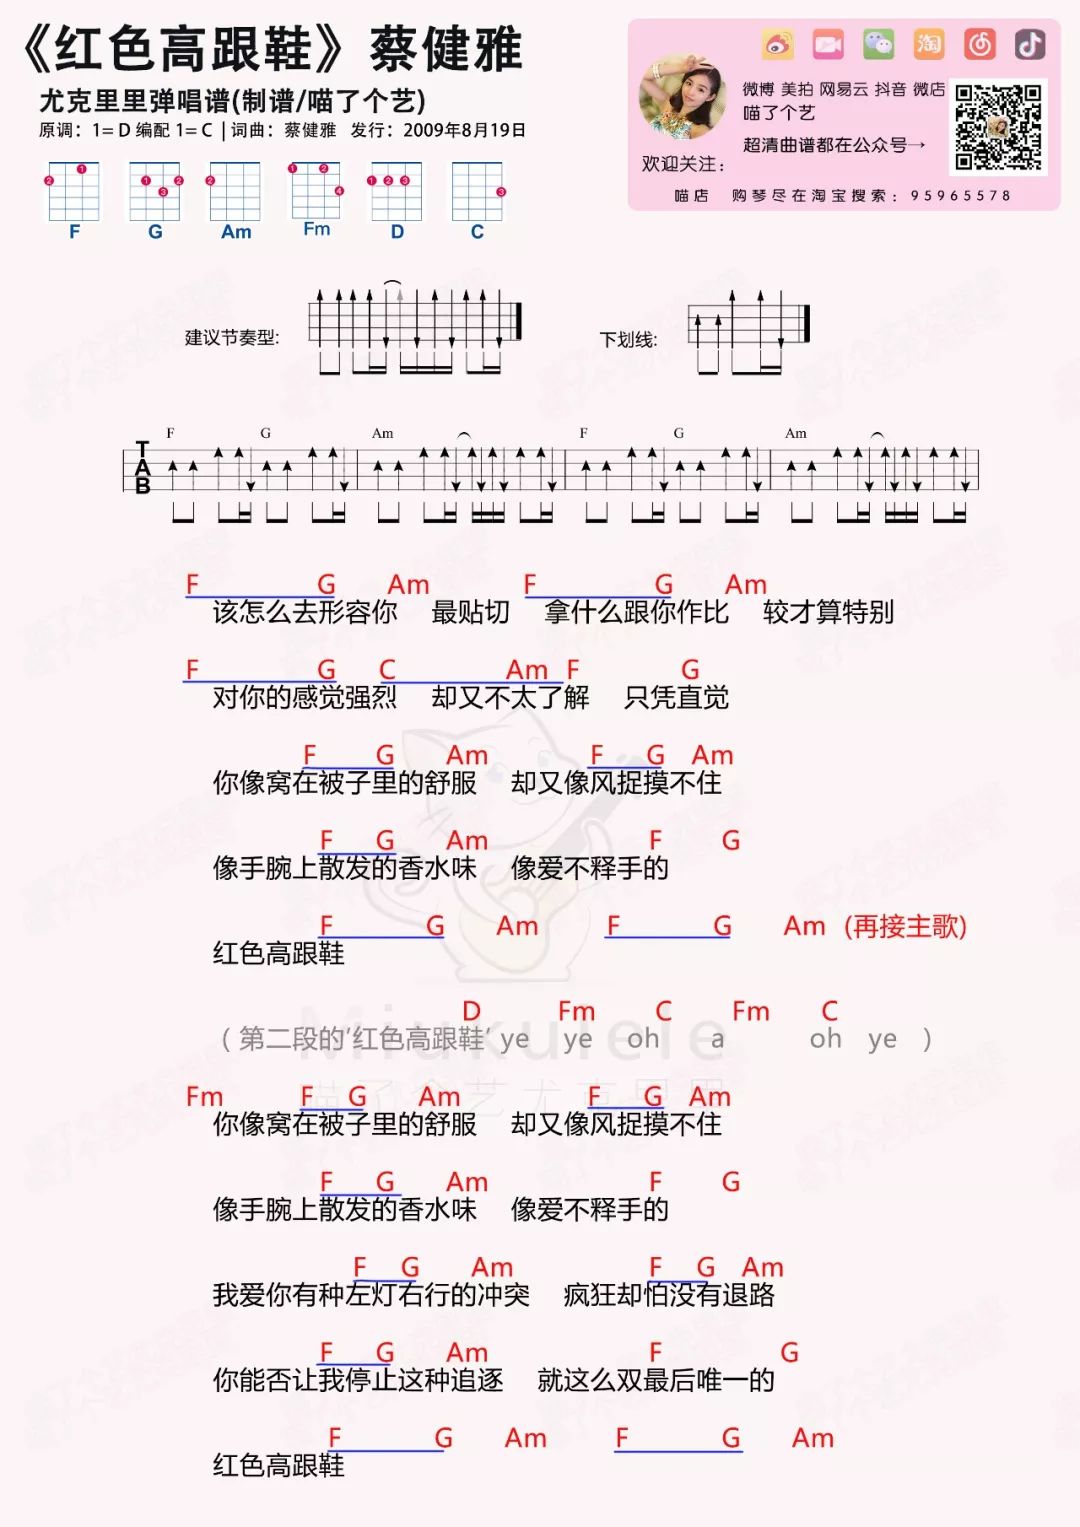 《红色高跟鞋》蔡健雅
尤克里里弹唱谱(制谱/喵了个艺)
原调：1=D 编配 1=C | 词曲：蔡健雅 发行：2009年8月19日
F G Am Fm D C
微博 美拍 网易云 抖音 微店
喵了个艺
超清曲谱都在公众号→
欢迎关注：
喵店 购琴尽在淘宝搜索：95965578
淘
建议节奏型:
下划线:
F G Am F G Am
TAB
F G Am F G Am
该怎么去形容你 最贴切 拿什么跟你作比 较才算特别
F G C Am F G
对你的感觉强烈 却又不太了解 只凭直觉
F G Am F G Am
你像窝在被子里的舒服 却又像风捉摸不住
F G Am F G
像手腕上散发的香水味 像爱不释手的
F G Am F G Am (再接主歌)
红色高跟鞋
D Fm C Fm C
（第二段的‘红色高跟鞋’ye ye oh a oh ye ）
Miukulele
喵了个艺尤克里里
Fm F G Am F G Am
你像窝在被子里的舒服 却又像风捉摸不住
F G Am F G
像手腕上散发的香水味 像爱不释手的
F G Am F G Am
我爱你有种左灯右行的冲突 疯狂却怕没有退路
F G Am F G
你能否让我停止这种追逐 就这么双最后唯一的
F G Am F G Am
红色高跟鞋